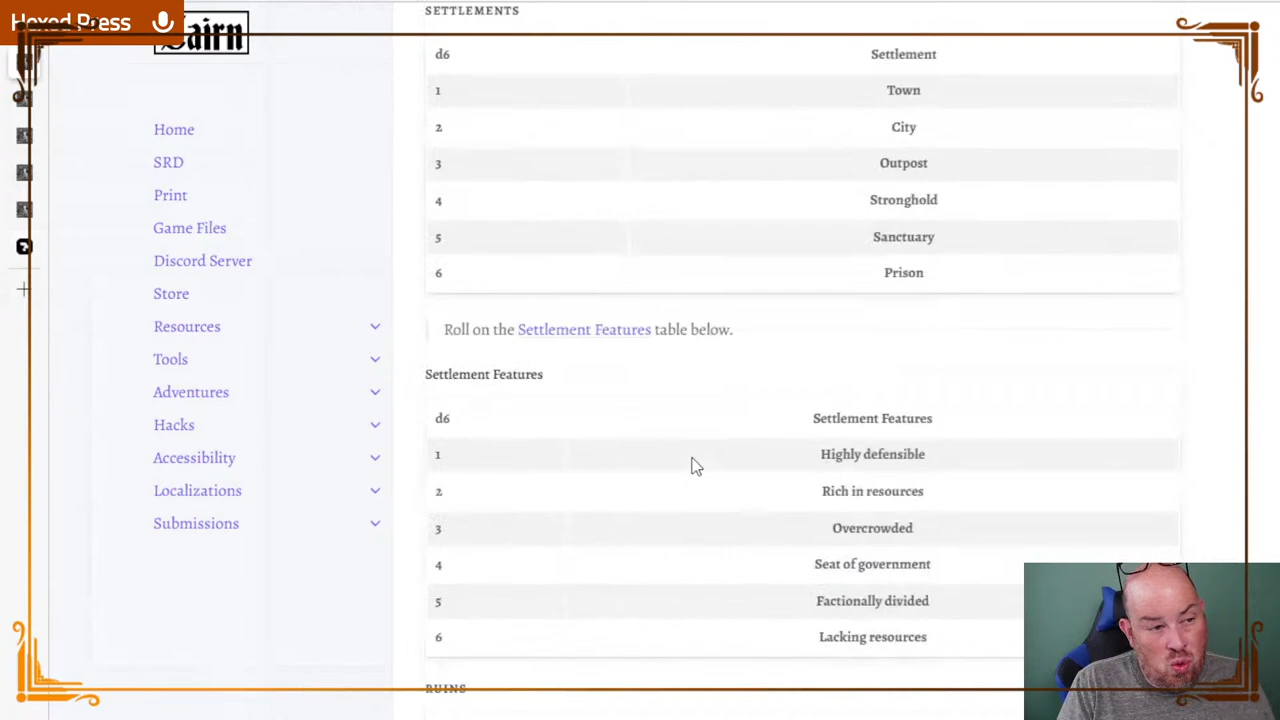 Hexed Press
Cairn
Home
SRD
Print
Game Files
Discord Server
Store
Resources
Tools
Adventures
Hacks
Accessibility
Localizations
Submissions
SETTLEMENTS
d6 Settlement
1 Town
2 City
3 Outpost
4 Stronghold
5 Sanctuary
6 Prison
Roll on the Settlement Features table below.
Settlement Features
d6 Settlement Features
1 Highly defensible
2 Rich in resources
3 Overcrowded
4 Seat of government
5 Factionally divided
6 Lacking resources
RUINS